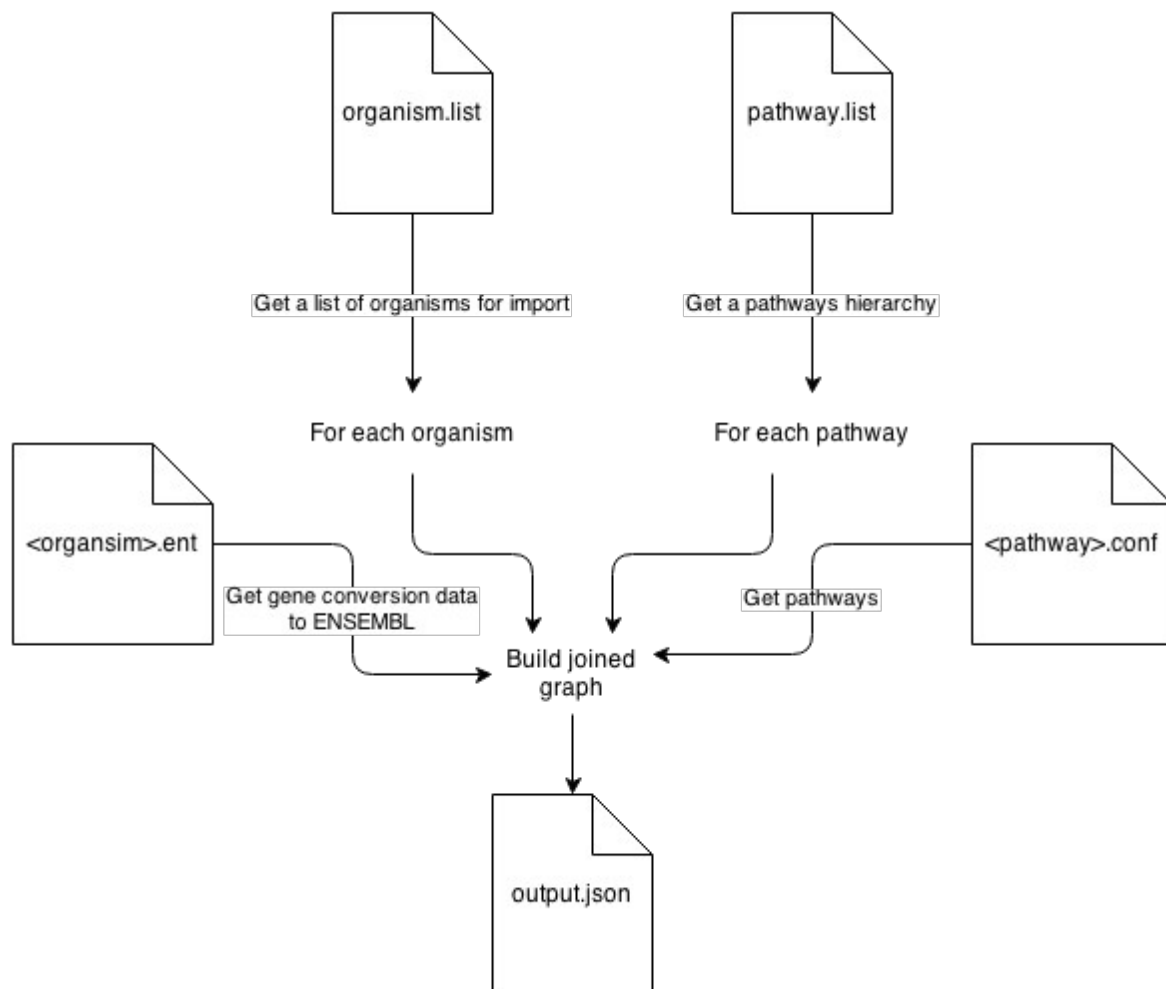 organism.list
pathway.list
Get a list of organisms for import
Get a pathways hierarchy
For each organism
For each pathway
<organsim>.ent
<pathway>.conf
Get gene conversion data
to ENSEMBL
Get pathways
Build joined
graph
output.json